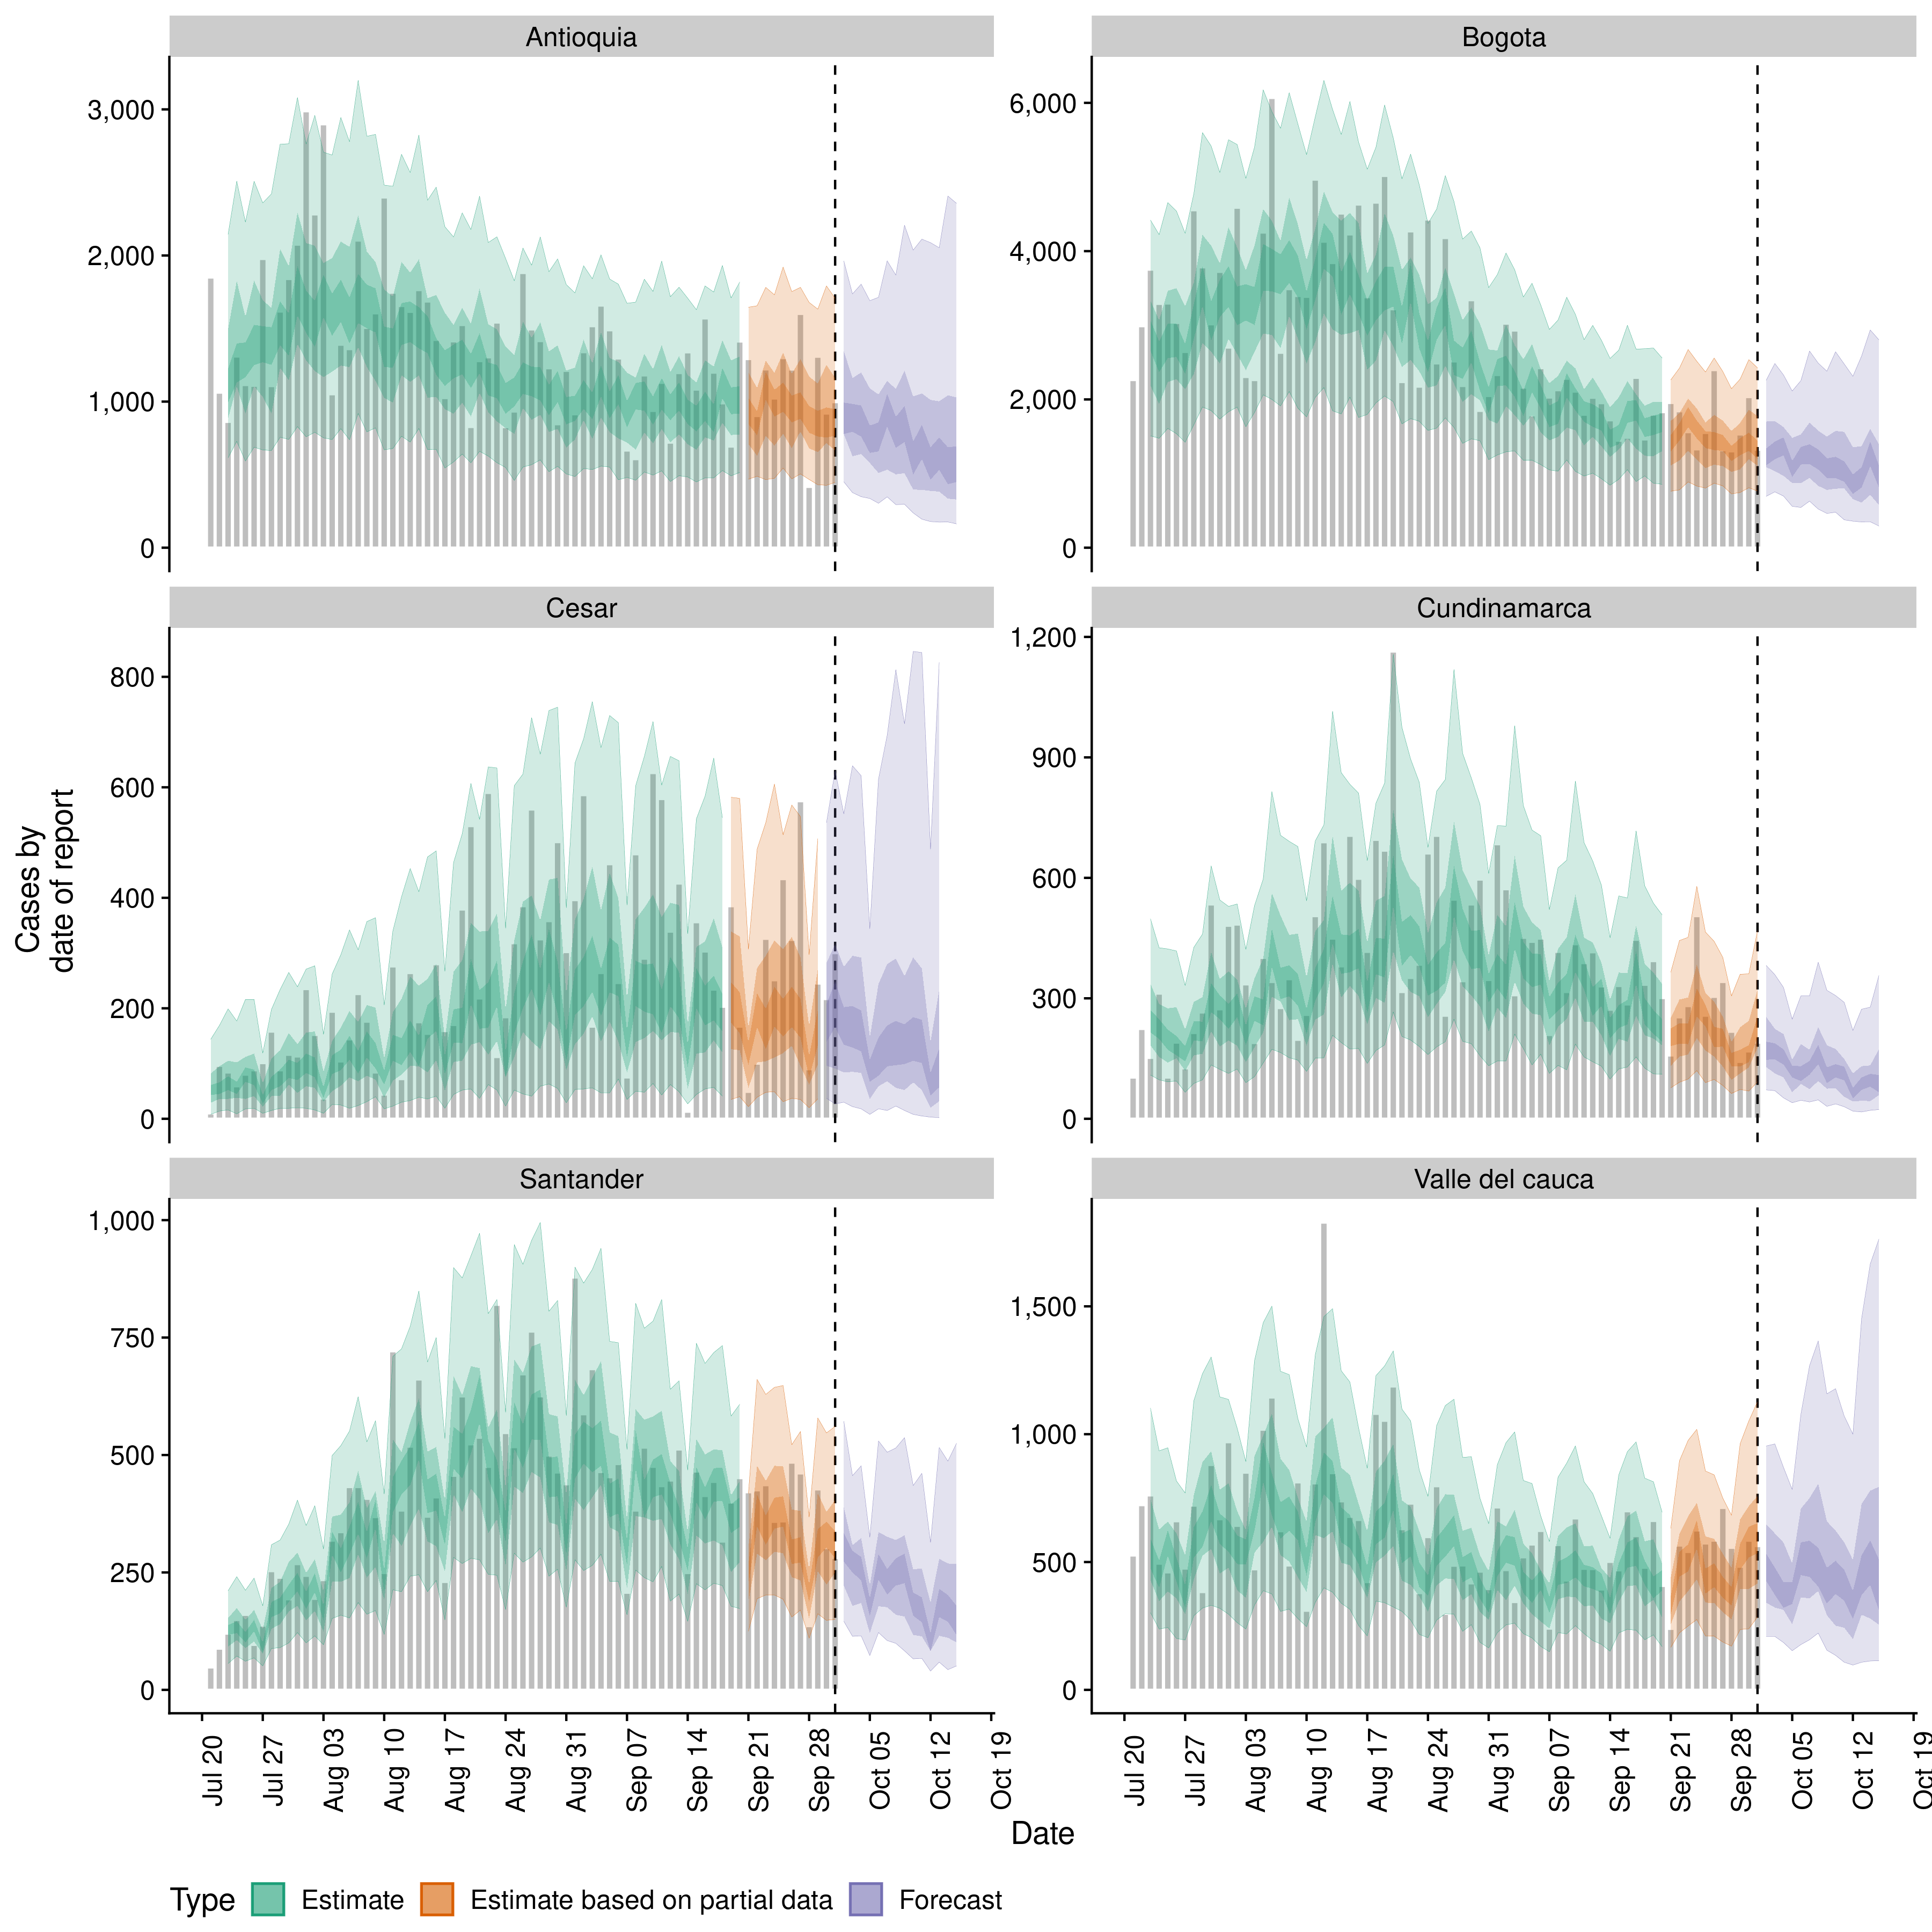 Antioquia
Bogota
3,000
2,000
1,000
0
6,000
4,000
2,000
0
Cesar
Cundinamarca
800
600
400
200
0
1,200
900
600
300
0
Cases by
date of report
Santander
Valle del cauca
1,000
750
500
250
0
1,500
1,000
500
0
Jul 20
Jul 27
Aug 03
Aug 10
Aug 17
Aug 24
Aug 31
Sep 07
Sep 14
Sep 21
Sep 28
Oct 05
Oct 12
Oct 19
Jul 20
Jul 27
Aug 03
Aug 10
Aug 17
Aug 24
Aug 31
Sep 07
Sep 14
Sep 21
Sep 28
Oct 05
Oct 12
Oct 19
Date
Type Estimate Estimate based on partial data Forecast